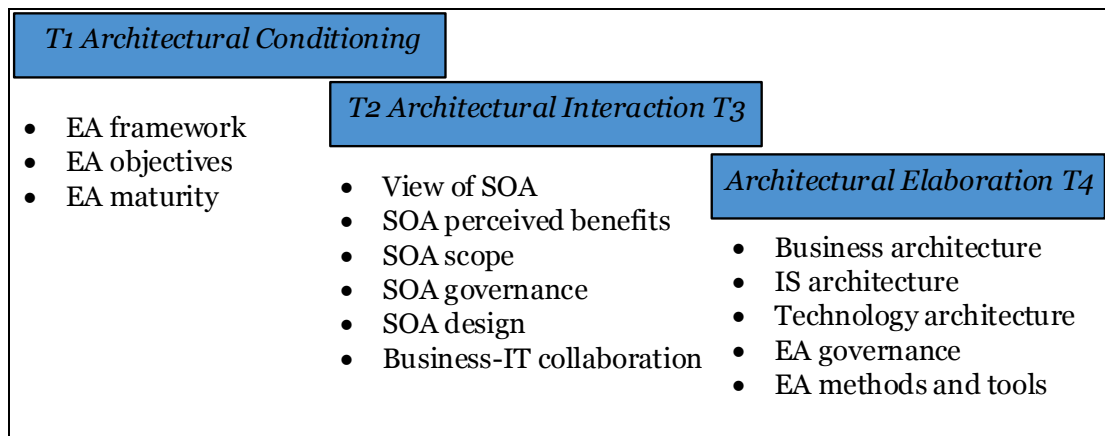 T1 Architectural Conditioning
• EA framework
• EA objectives
• EA maturity
T2 Architectural Interaction T3
• View of SOA
• SOA perceived benefits
• SOA scope
• SOA governance
• SOA design
• Business-IT collaboration
Architectural Elaboration T4
• Business architecture
• IS architecture
• Technology architecture
• EA governance
• EA methods and tools